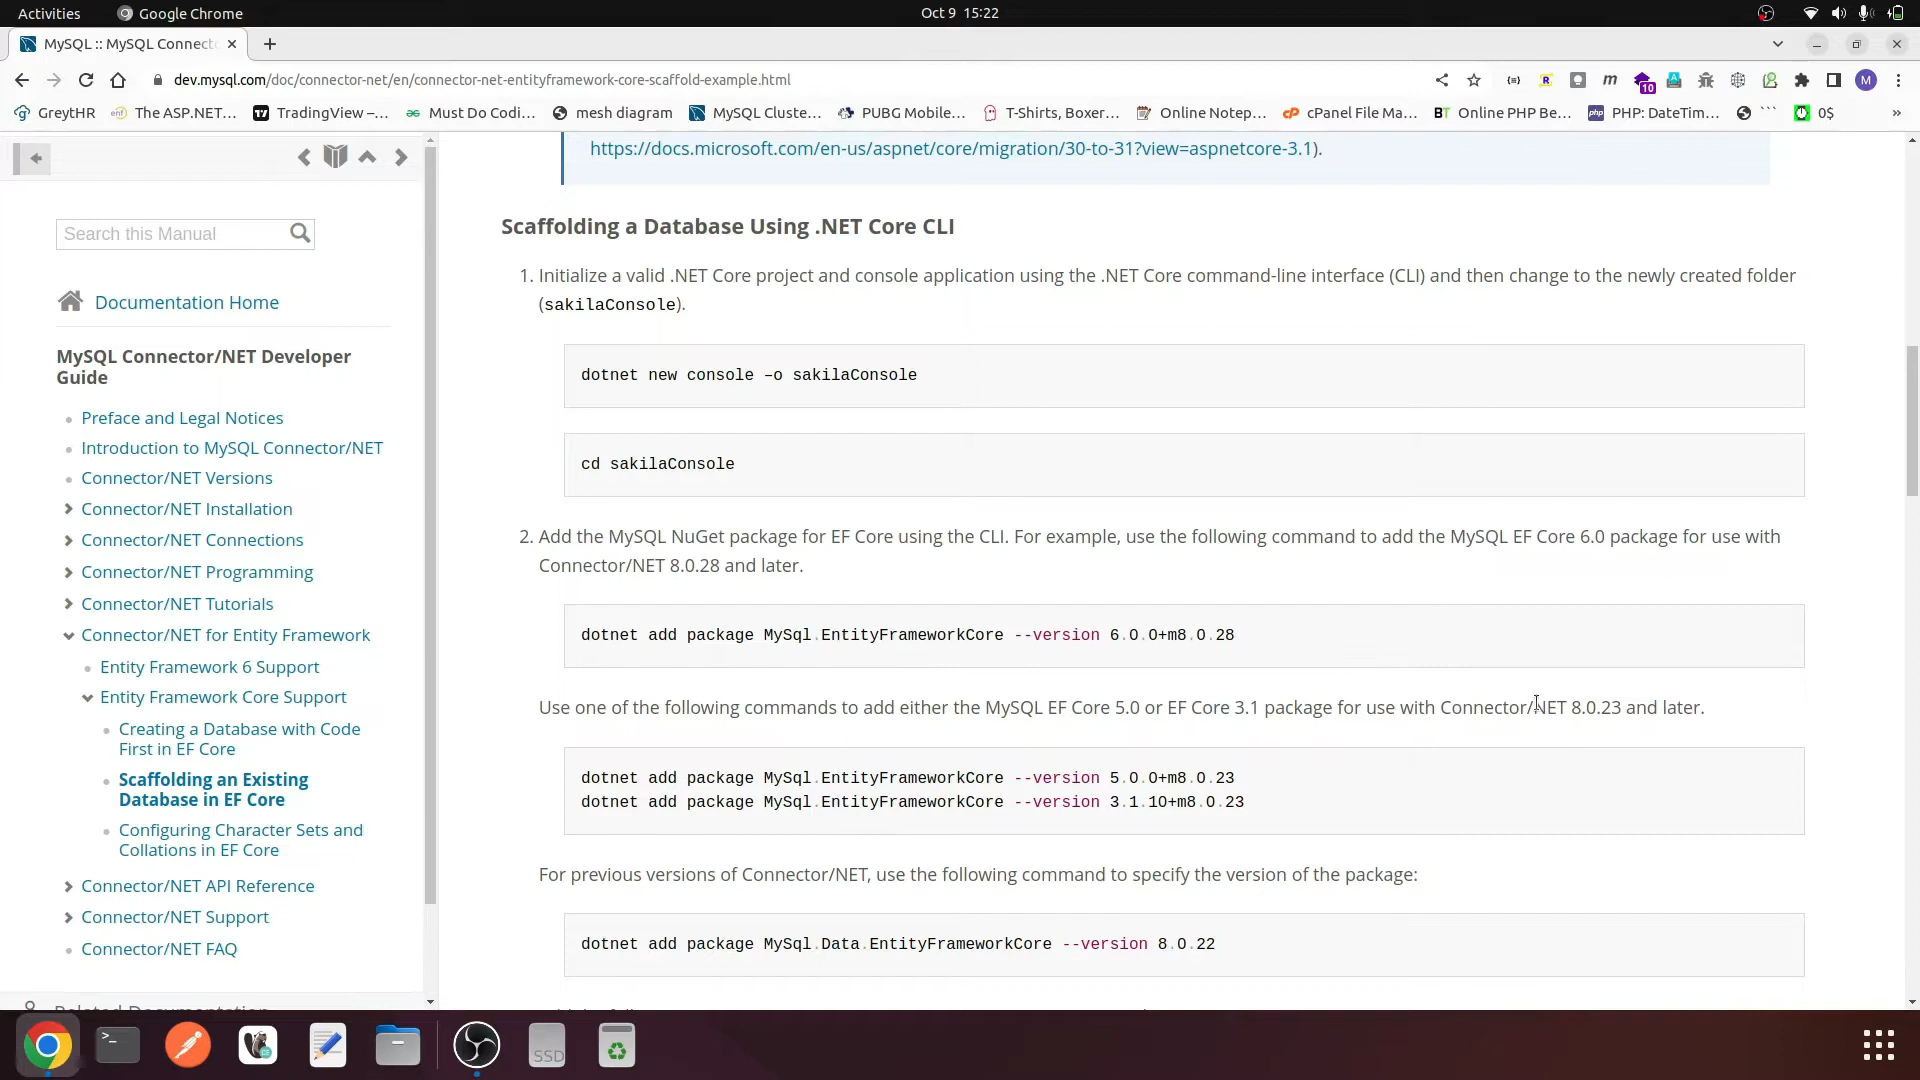 Activities
Google Chrome
Oct 9 15:22
MySQL :: MySQL Connect
dev.mysql.com/doc/connector-net/en/connector-net-entityframework-core-scaffold-example.html
10
M
GreytHR
The ASP.NET...
TradingView –...
Must Do Codi...
mesh diagram
MySQL Cluste...
PUBG Mobile...
T-Shirts, Boxer...
Online Notep...
cPanel File Ma...
Online PHP Be...
PHP: DateTim...
0$
»
Search this Manual
Documentation Home
MySQL Connector/NET Developer
Guide
Preface and Legal Notices
Introduction to MySQL Connector/NET
Connector/NET Versions
Connector/NET Installation
Connector/NET Connections
Connector/NET Programming
Connector/NET Tutorials
Connector/NET for Entity Framework
Entity Framework 6 Support
Entity Framework Core Support
Creating a Database with Code
First in EF Core
Scaffolding an Existing
Database in EF Core
Configuring Character Sets and
Collations in EF Core
Connector/NET API Reference
Connector/NET Support
Connector/NET FAQ
Related Documentation
https://docs.microsoft.com/en-us/aspnet/core/migration/30-to-31?view=aspnetcore-3.1).
Scaffolding a Database Using .NET Core CLI
1. Initialize a valid .NET Core project and console application using the .NET Core command-line interface (CLI) and then change to the newly created folder
(sakilaConsole).
dotnet new console –o sakilaConsole
cd sakilaConsole
2. Add the MySQL NuGet package for EF Core using the CLI. For example, use the following command to add the MySQL EF Core 6.0 package for use with
Connector/NET 8.0.28 and later.
dotnet add package MySql.EntityFrameworkCore --version 6.0.0+m8.0.28
Use one of the following commands to add either the MySQL EF Core 5.0 or EF Core 3.1 package for use with Connector/NET 8.0.23 and later.
dotnet add package MySql.EntityFrameworkCore --version 5.0.0+m8.0.23
dotnet add package MySql.EntityFrameworkCore --version 3.1.10+m8.0.23
For previous versions of Connector/NET, use the following command to specify the version of the package:
dotnet add package MySql.Data.EntityFrameworkCore --version 8.0.22
SSD